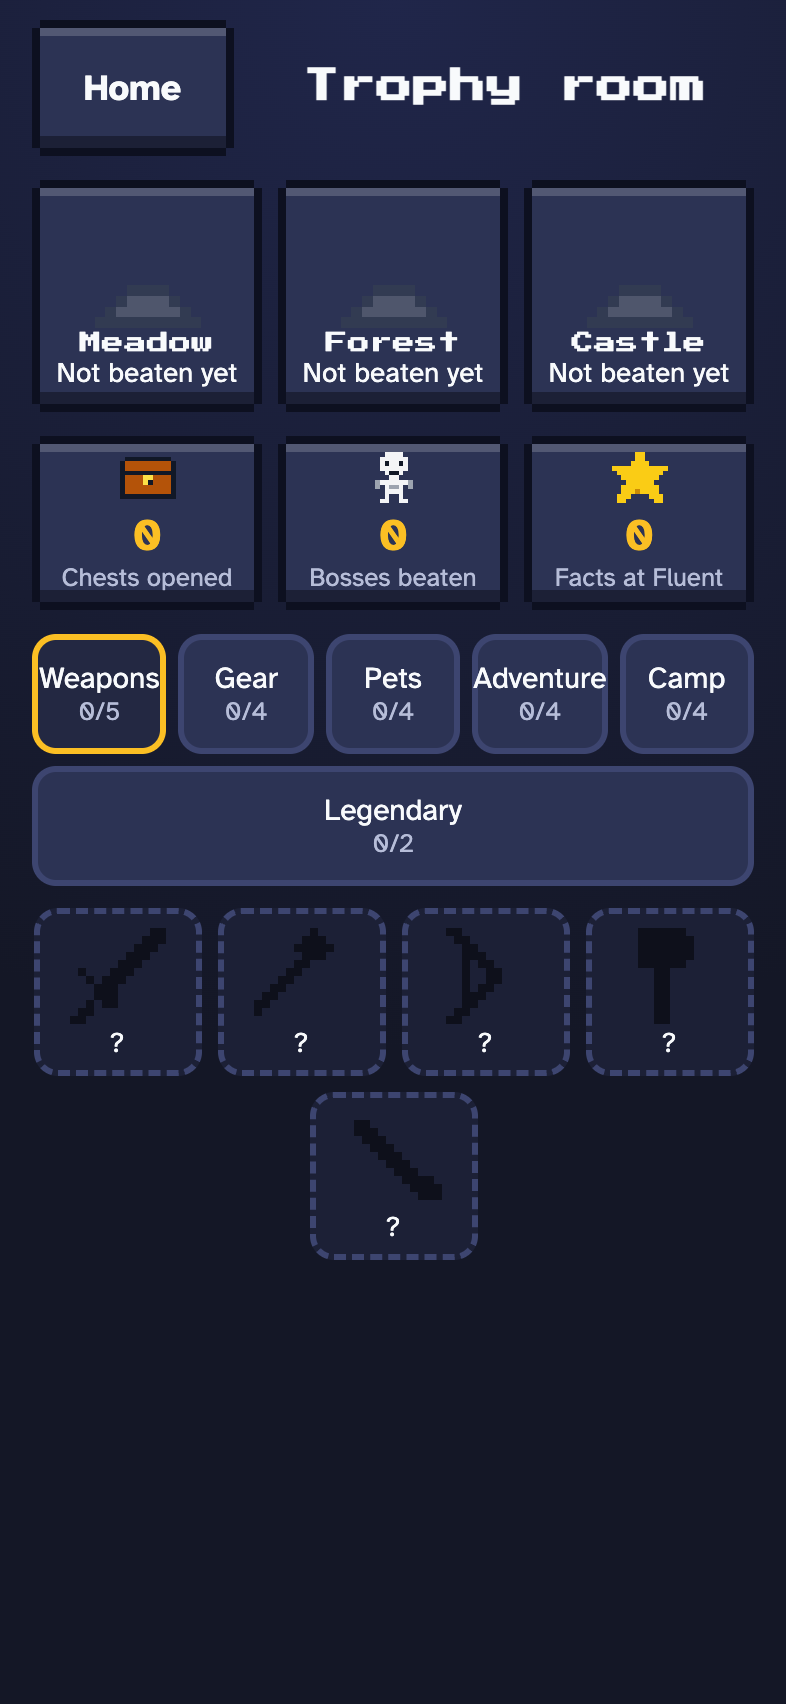 Home
Trophy room
Meadow
Not beaten yet
Forest
Not beaten yet
Castle
Not beaten yet
0
Chests opened
0
Bosses beaten
0
Facts at Fluent
Weapons
0/5
Gear
0/4
Pets
0/4
Adventure
0/4
Camp
0/4
Legendary
0/2
?
?
?
?
?